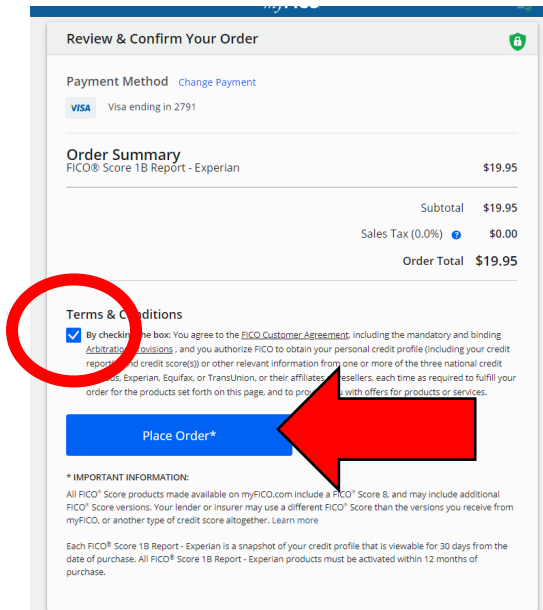 FICO
Review & Confirm Your Order
Payment Method Change Payment
VISA Visa ending in 2791
Order Summary
FICO® Score 1B Report - Experian $19.95
Subtotal $19.95
Sales Tax (0.0%) ? $0.00
Order Total $19.95
Terms & Conditions
By checking the box: You agree to the FICO Customer Agreement, including the mandatory and binding
Arbitration Provisions , and you authorize FICO to obtain your personal credit profile (including your credit
and credit score(s)) or other relevant information from one or more of the three national credit
Experian, Equifax, or TransUnion, or their affiliates resellers, each time as required to fulfill your
order for the products set forth on this page, and to with offers for products or services.
Place Order*
* IMPORTANT INFORMATION:
All FICO® Score products made available on myFICO.com include a FICO® Score 8, and may include additional
FICO® Score versions. Your lender or insurer may use a different FICO® Score than the versions you receive from
myFICO, or another type of credit score altogether. Learn more
Each FICO® Score 1B Report - Experian is a snapshot of your credit profile that is viewable for 30 days from the
date of purchase. All FICO® Score 1B Report - Experian products must be activated within 12 months of
purchase.